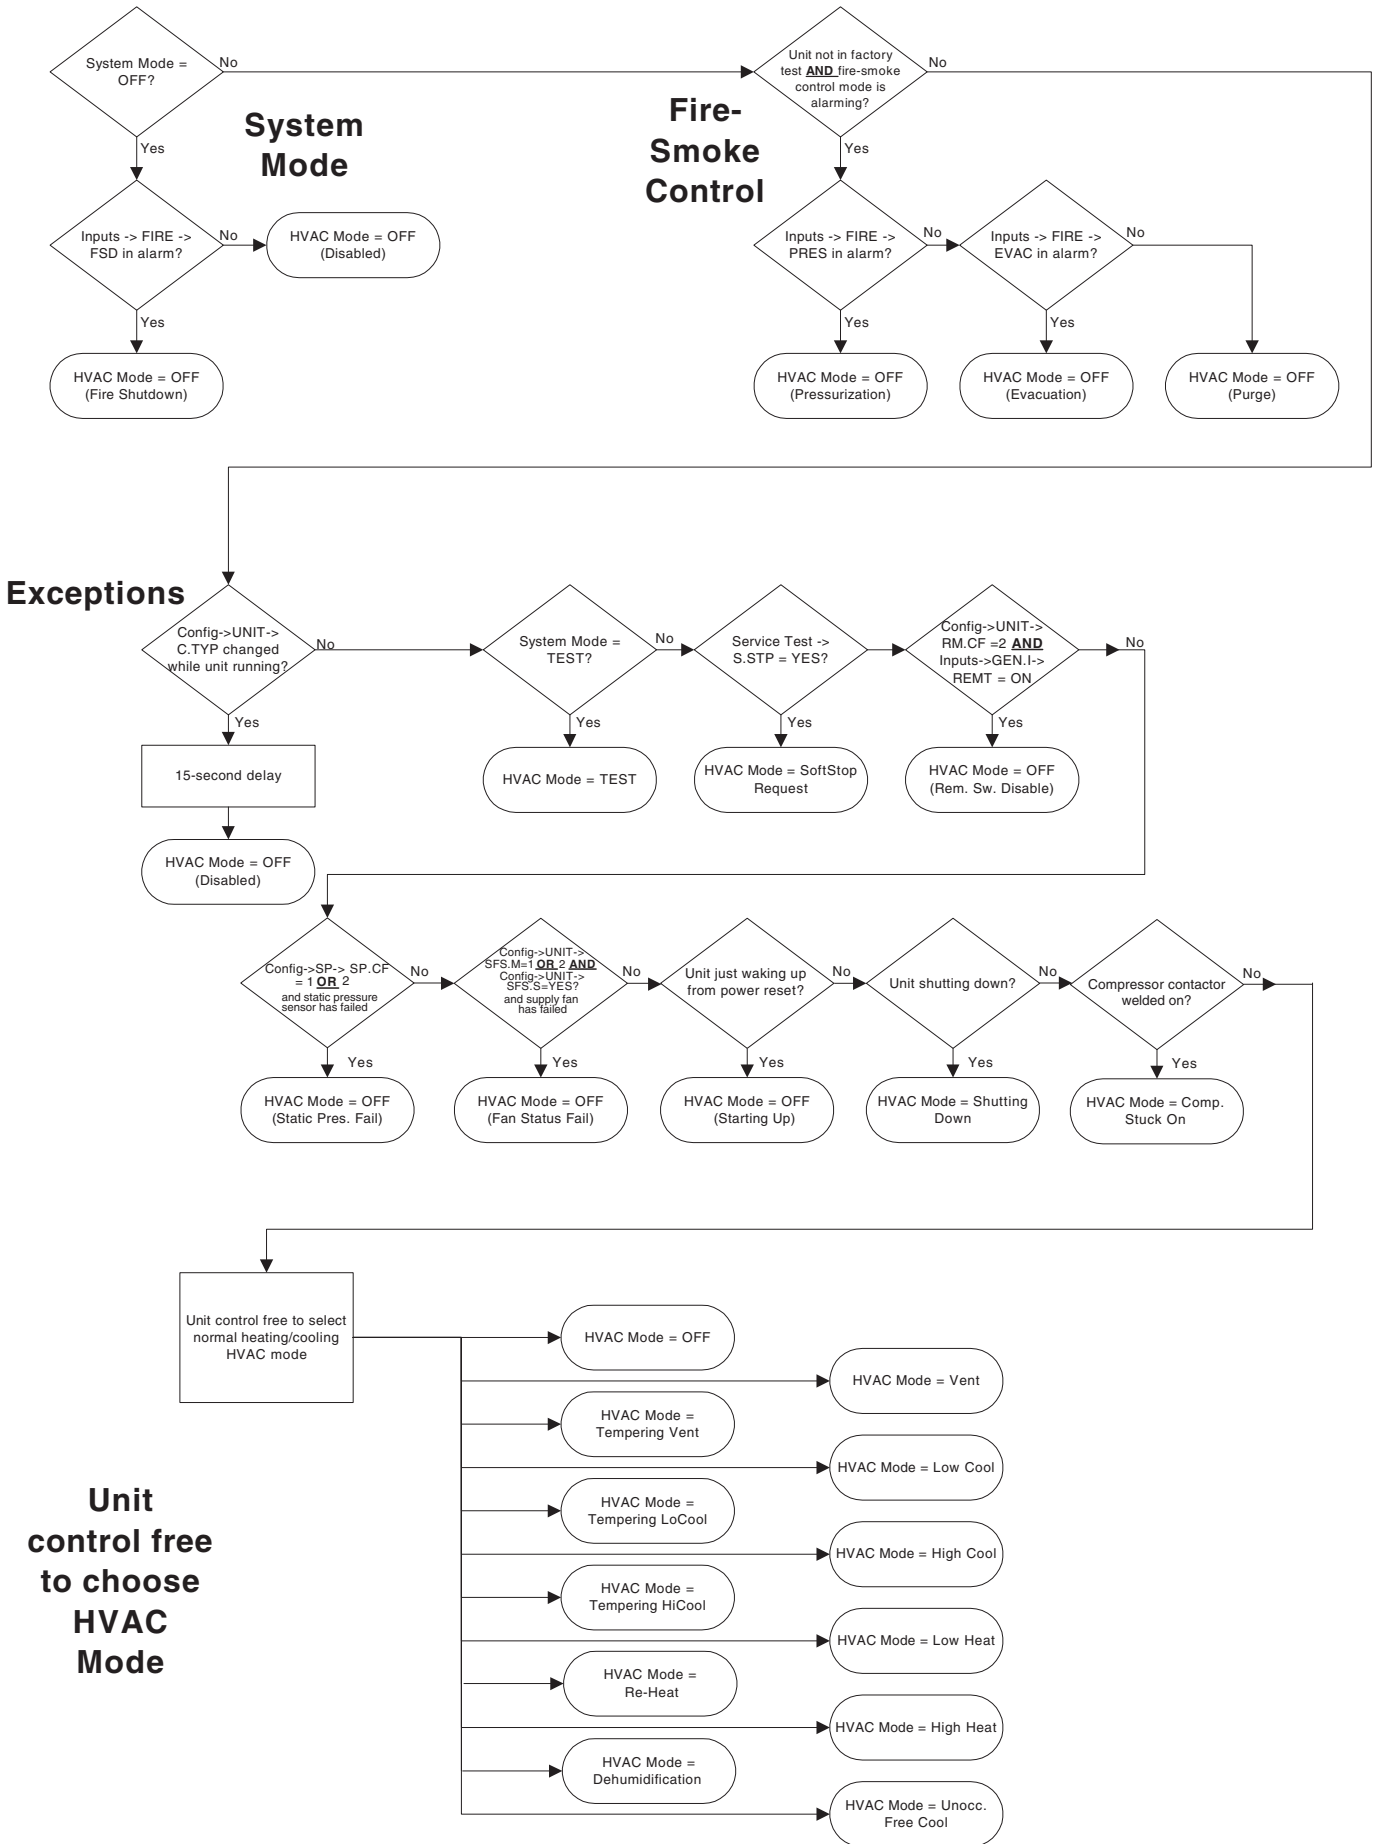 System Mode =
OFF?
No
Yes
System
Mode
Unit not in factory
test AND fire-smoke
control mode is
alarming?
No
Yes
Fire-
Smoke
Control
Inputs -> FIRE ->
FSD in alarm?
No
Yes
HVAC Mode = OFF
(Disabled)
HVAC Mode = OFF
(Fire Shutdown)
Inputs -> FIRE ->
PRES in alarm?
No
Yes
Inputs -> FIRE ->
EVAC in alarm?
No
Yes
HVAC Mode = OFF
(Pressurization)
HVAC Mode = OFF
(Evacuation)
HVAC Mode = OFF
(Purge)
Exceptions
Config->UNIT->
C.TYP changed
while unit running?
No
Yes
15-second delay
HVAC Mode = OFF
(Disabled)
System Mode =
TEST?
No
Yes
HVAC Mode = TEST
Service Test ->
S.STP = YES?
No
Yes
HVAC Mode = SoftStop
Request
Config->UNIT->
RM.CF =2 AND
Inputs->GEN.I->
REMT = ON
No
Yes
HVAC Mode = OFF
(Rem. Sw. Disable)
Config->SP-> SP.CF
= 1 OR 2
and static pressure
sensor has failed
No
Yes
HVAC Mode = OFF
(Static Pres. Fail)
Config->UNIT->
SFS.M=1 OR 2 AND
Config->UNIT->
SFS.S=YES?
and supply fan
has failed
No
Yes
HVAC Mode = OFF
(Fan Status Fail)
Unit just waking up
from power reset?
No
Yes
HVAC Mode = OFF
(Starting Up)
Unit shutting down?
No
Yes
HVAC Mode = Shutting
Down
Compressor contactor
welded on?
No
Yes
HVAC Mode = Comp.
Stuck On
Unit control free to select
normal heating/cooling
HVAC mode
HVAC Mode = OFF
HVAC Mode = Vent
HVAC Mode =
Tempering Vent
HVAC Mode = Low Cool
HVAC Mode =
Tempering LoCool
HVAC Mode = High Cool
HVAC Mode =
Tempering HiCool
HVAC Mode = Low Heat
HVAC Mode =
Re-Heat
HVAC Mode = High Heat
HVAC Mode =
Dehumidification
HVAC Mode = Unocc.
Free Cool
Unit
control free
to choose
HVAC
Mode